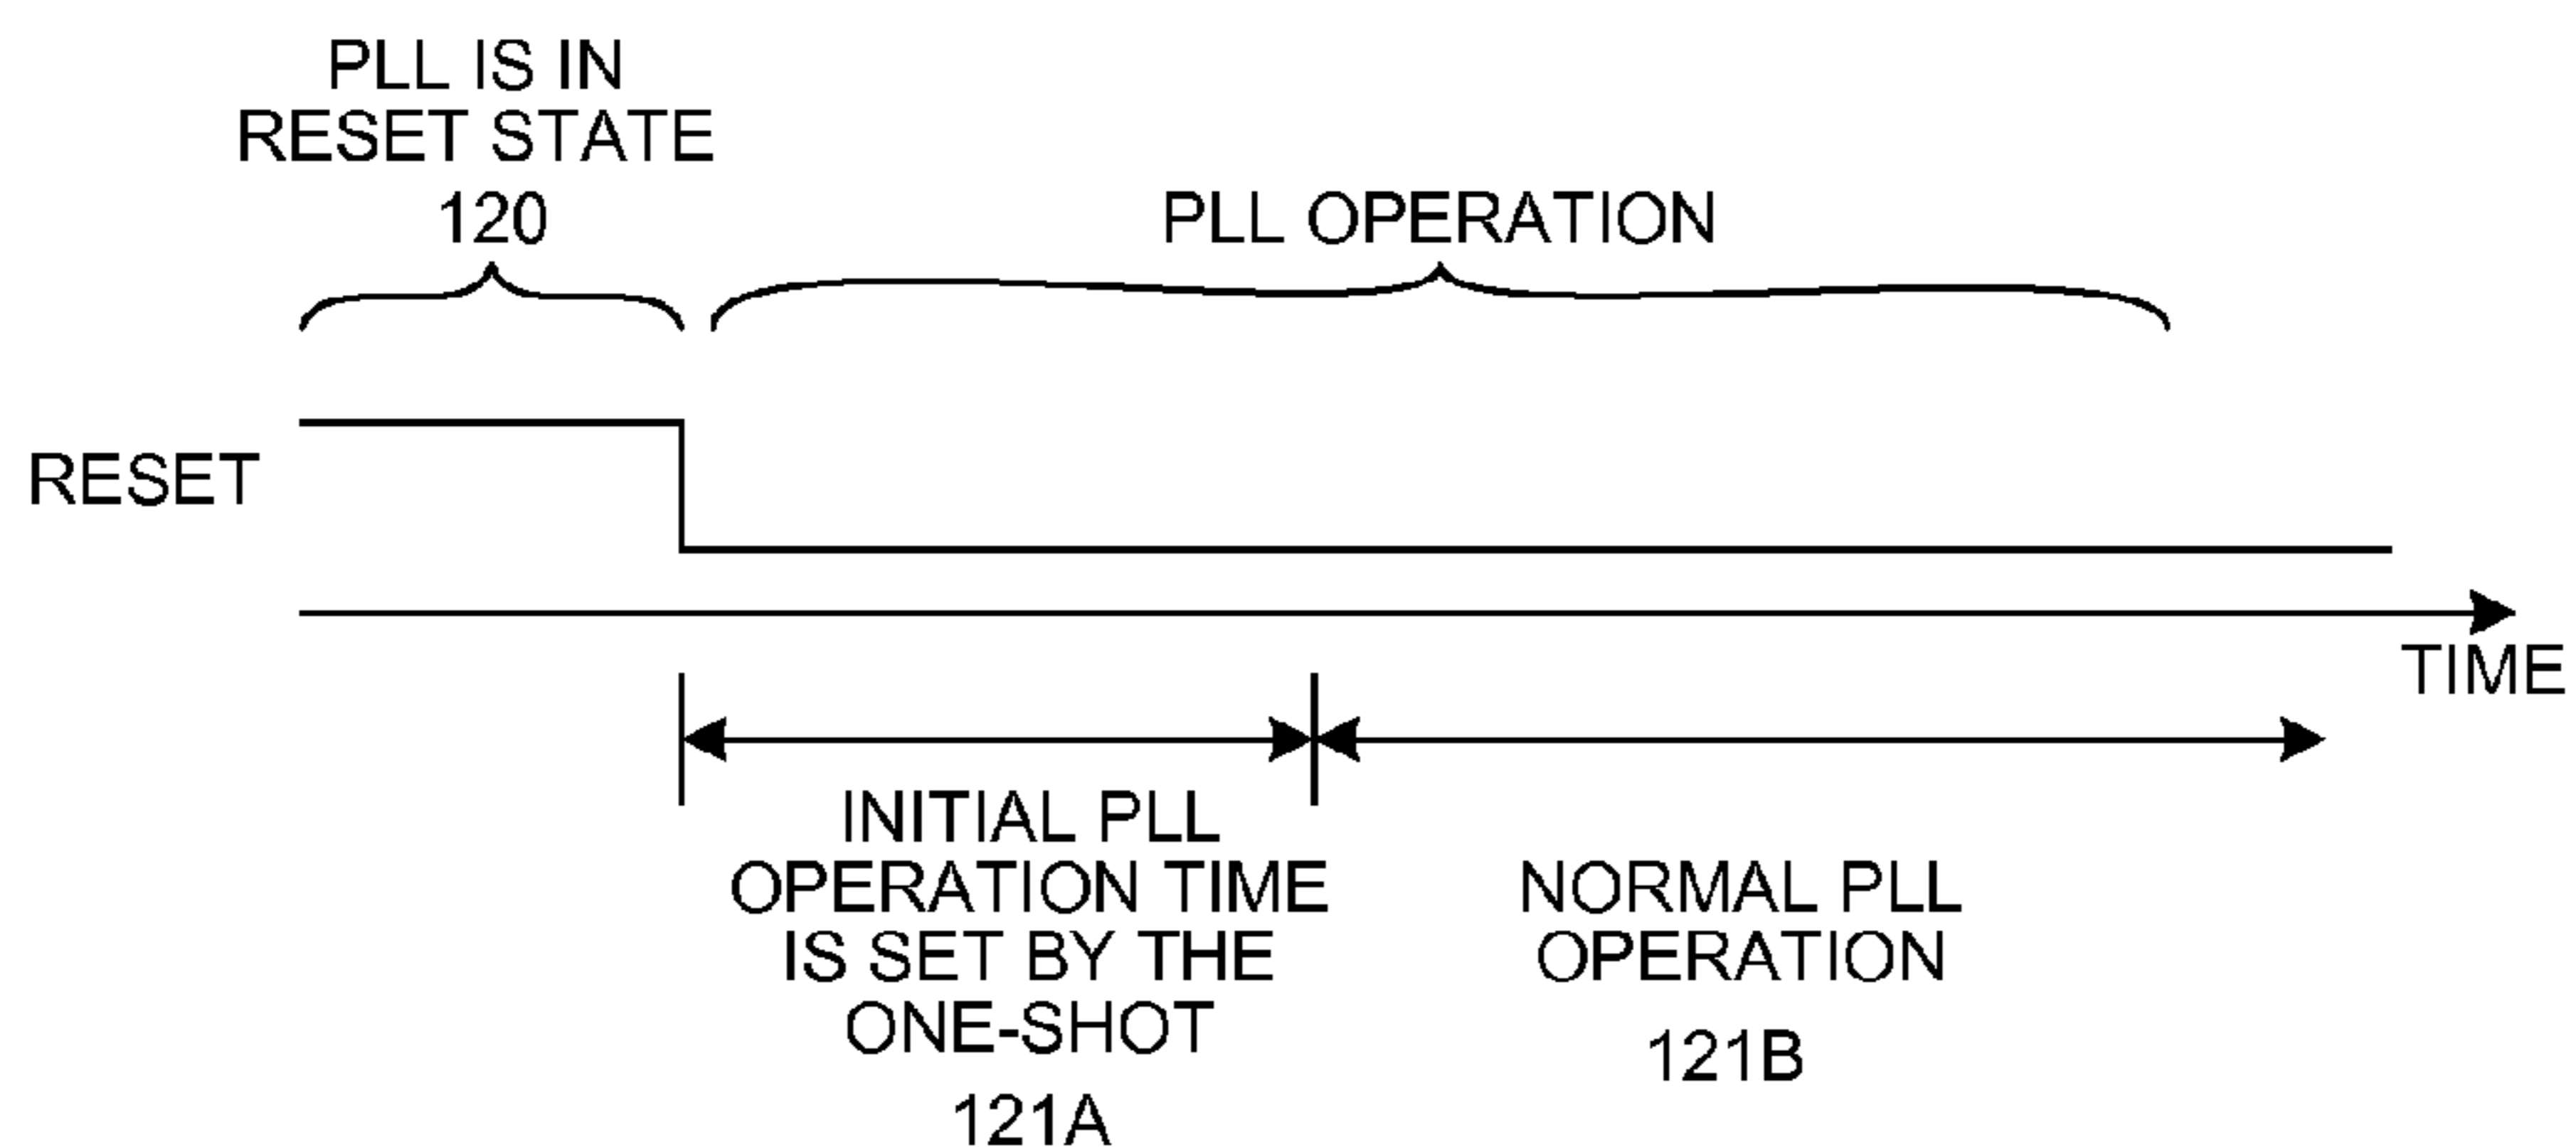 PLL IS IN
RESET STATE
120
PLL OPERATION
RESET
TIME
INITIAL PLL
OPERATION TIME
IS SET BY THE
ONE-SHOT
121A
NORMAL PLL
OPERATION
121B